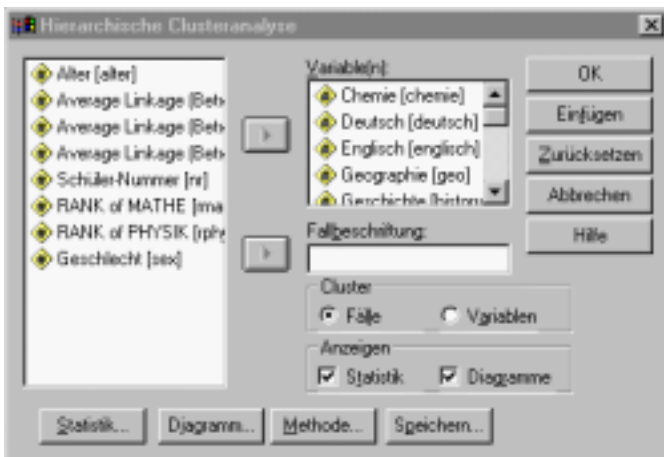 Hierarchische Clusteranalyse
Alter [alter]
Average Linkage (Betw
Average Linkage (Betw
Average Linkage (Betw
Schüler-Nummer [nr]
RANK of MATHE [rma
RANK of PHYSIK [rphy
Geschlecht [sex]
Variable(n):
Chemie [chemie]
Deutsch [deutsch]
Englisch [englisch]
Geographie [geo]
Geschichte [history
Fallbeschriftung:
Cluster
Fälle
Variablen
Anzeigen
Statistik
Diagramme
OK
Einfügen
Zurücksetzen
Abbrechen
Hilfe
Statistik...
Diagramm...
Methode...
Speichern...